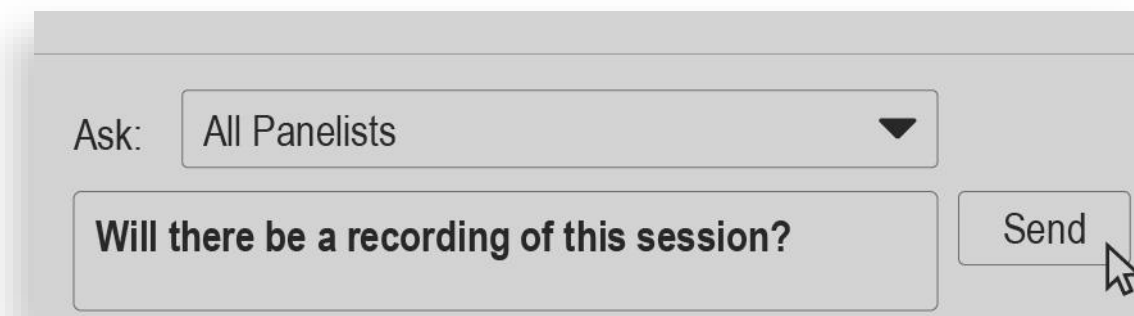 Ask: All Panelists
Will there be a recording of this session?
Send